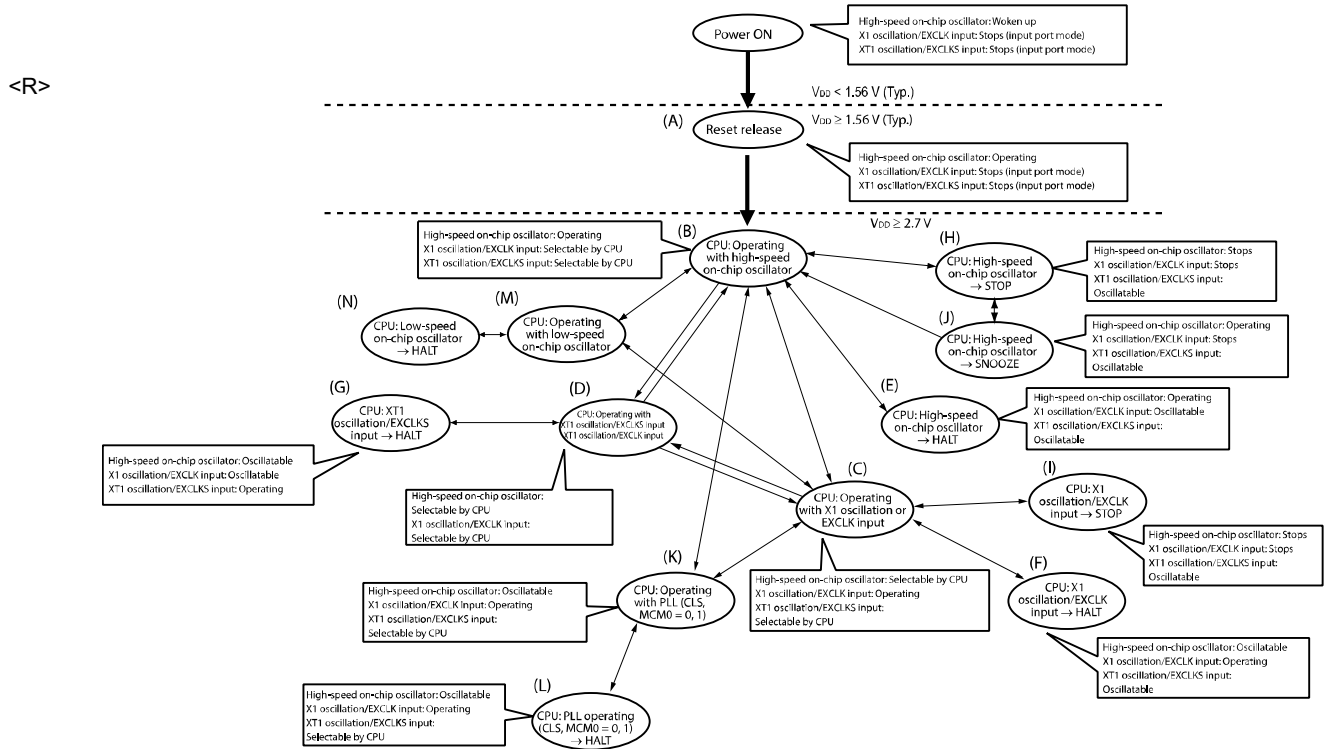 Power ON
High-speed on-chip oscillator: Woken up
X1 oscillation/EXCLK input: Stops (input port mode)
XT1 oscillation/EXCLKS input: Stops (input port mode)
<R>
VDD < 1.56 V (Typ.)
VDD ≥ 1.56 V (Typ.)
(A)
Reset release
High-speed on-chip oscillator: Operating
X1 oscillation/EXCLK input: Stops (input port mode)
XT1 oscillation/EXCLKS input: Stops (input port mode)
VDD ≥ 2.7 V
High-speed on-chip oscillator: Operating
X1 oscillation/EXCLK input: Selectable by CPU
XT1 oscillation/EXCLKS input: Selectable by CPU
(B)
CPU: Operating
with high-speed
on-chip oscillator
(H)
CPU: High-speed
on-chip oscillator
→ STOP
High-speed on-chip oscillator: Stops
X1 oscillation/EXCLK input: Stops
XT1 oscillation/EXCLKS input:
Oscillatable
(N)
CPU: Low-speed
on-chip oscillator
→ HALT
(M)
CPU: Operating
with low-speed
on-chip oscillator
(J)
CPU: High-speed
on-chip oscillator
→ SNOOZE
High-speed on-chip oscillator: Operating
X1 oscillation/EXCLK input: Stops
XT1 oscillation/EXCLKS input:
Oscillatable
(G)
CPU: XT1
oscillation/EXCLKS
input → HALT
(D)
CPU: Operating with
XT1 oscillation/EXCLKS input
XT1 oscillation/EXCLK input
(E)
CPU: High-speed
on-chip oscillator
→ HALT
High-speed on-chip oscillator: Operating
X1 oscillation/EXCLK input: Oscillatable
XT1 oscillation/EXCLKS input:
Oscillatable
High-speed on-chip oscillator: Oscillatable
X1 oscillation/EXCLK input: Oscillatable
XT1 oscillation/EXCLKS input: Operating
High-speed on-chip oscillator:
Selectable by CPU
X1 oscillation/EXCLK input:
Selectable by CPU
(C)
CPU: Operating
with X1 oscillation or
EXCLK input
(I)
CPU: X1
oscillation/EXCLK
input → STOP
High-speed on-chip oscillator: Stops
X1 oscillation/EXCLK input: Stops
XT1 oscillation/EXCLKS input:
Oscillatable
(K)
CPU: Operating
with PLL (CLS,
MCM0 = 0, 1)
High-speed on-chip oscillator: Oscillatable
X1 oscillation/EXCLK input: Operating
XT1 oscillation/EXCLKS input:
Selectable by CPU
High-speed on-chip oscillator: Selectable by CPU
X1 oscillation/EXCLK input: Operating
XT1 oscillation/EXCLKS input:
Selectable by CPU
(F)
CPU: X1
oscillation/EXCLK
input → HALT
High-speed on-chip oscillator: Oscillatable
X1 oscillation/EXCLK input: Operating
XT1 oscillation/EXCLKS input:
Oscillatable
High-speed on-chip oscillator: Oscillatable
X1 oscillation/EXCLK input: Operating
XT1 oscillation/EXCLKS input:
Selectable by CPU
(L)
CPU: PLL operating
(CLS, MCM0 = 0, 1)
→ HALT